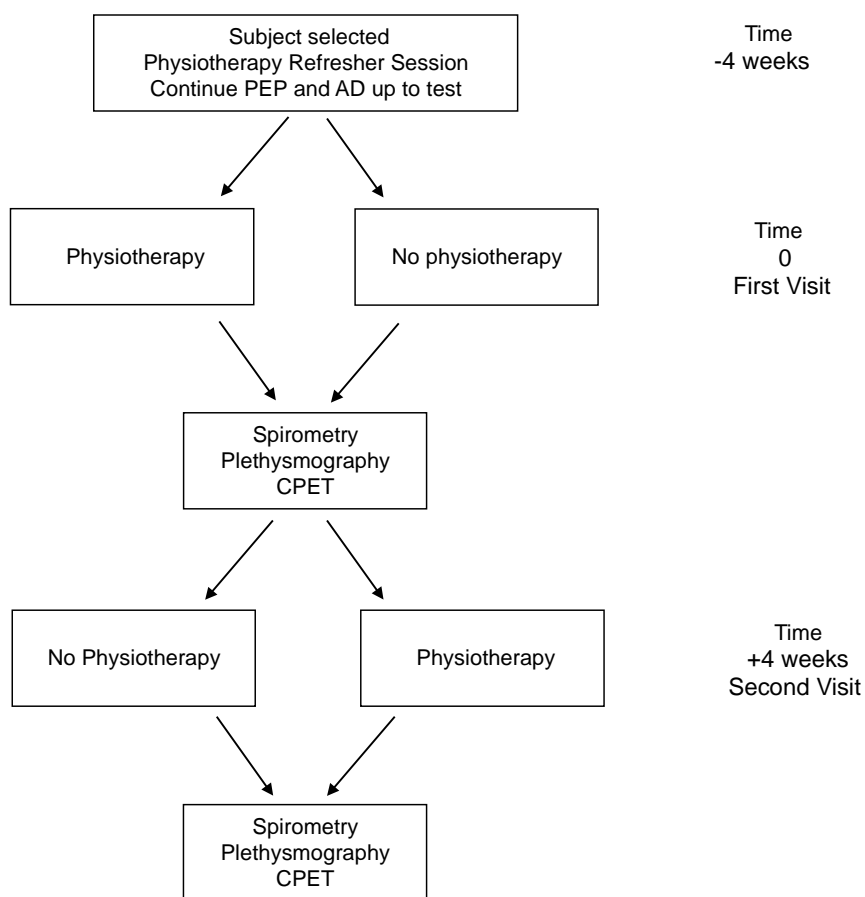 Subject selected
Physiotherapy Refresher Session
Continue PEP and AD up to test
Time
-4 weeks
Physiotherapy
No physiotherapy
Time
0
First Visit
Spirometry
Plethysmography
CPET
No Physiotherapy
Physiotherapy
Time
+4 weeks
Second Visit
Spirometry
Plethysmography
CPET